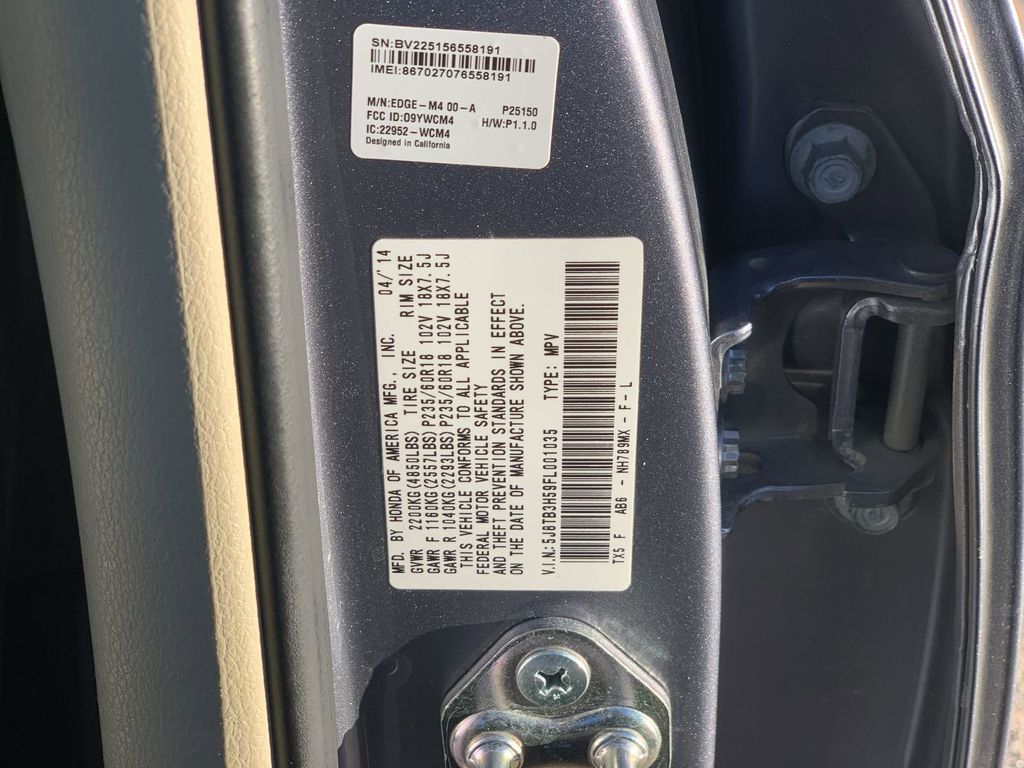 SN:BV225156558191
IMEI:867027076558191
M/N:EDGE-M4 00-A P25150
FCC ID:O9YWCM4 H/W:P1.1.0
IC:22952-WCM4
Designed in California
MFD. BY HONDA OF AMERICA MFG., INC. 04/'14
GVWR 2200KG(4850LBS) TIRE SIZE RIM SIZE
GAWR F 1160KG(2557LBS) P235/60R18 102V 18X7.5J
GAWR R 1040KG(2293LBS) P235/60R18 102V 18X7.5J
THIS VEHICLE CONFORMS TO ALL APPLICABLE
FEDERAL MOTOR VEHICLE SAFETY
AND THEFT PREVENTION STANDARDS IN EFFECT
ON THE DATE OF MANUFACTURE SHOWN ABOVE.
V.I.N.:5J8TB3H59FL001035 TYPE: MPV
TX5 F AB6 - NH789MX - F - L